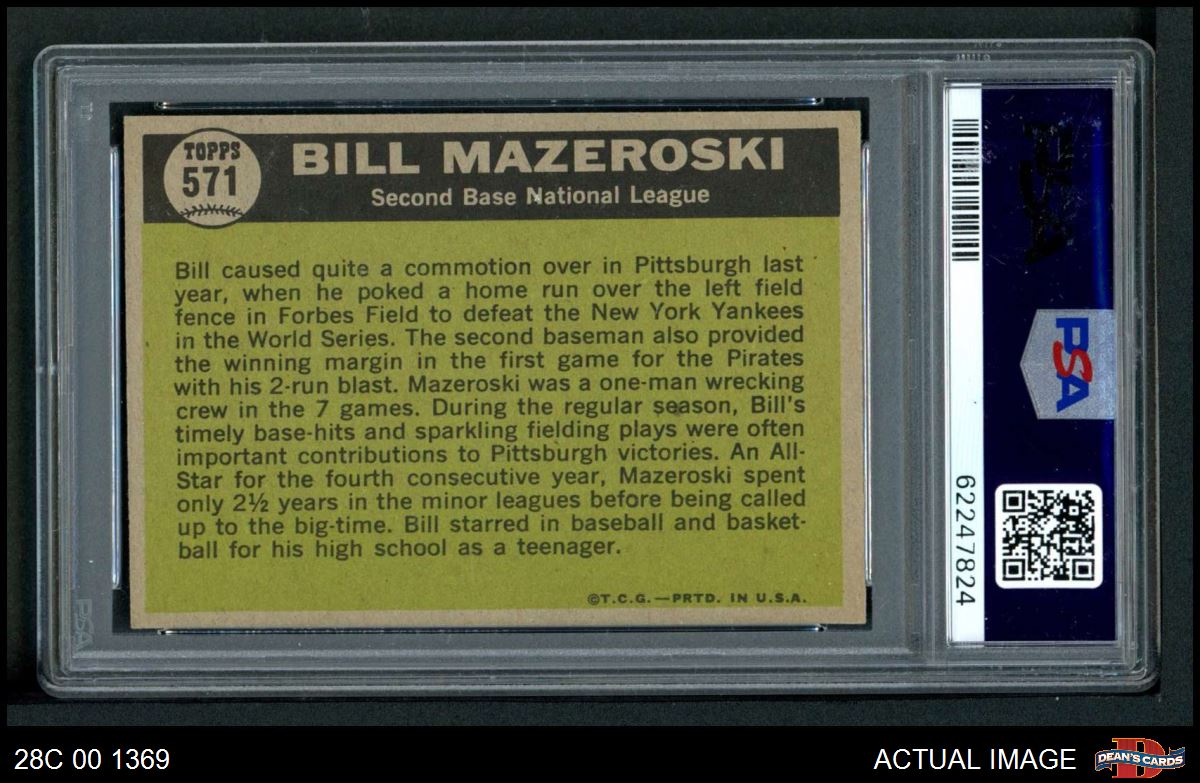 TOPPS
571
BILL MAZEROSKI
Second Base National League
Bill caused quite a commotion over in Pittsburgh last
year, when he poked a home run over the left field
fence in Forbes Field to defeat the New York Yankees
in the World Series. The second baseman also provided
the winning margin in the first game for the Pirates
with his 2-run blast. Mazeroski was a one-man wrecking
crew in the 7 games. During the regular season, Bill's
timely base-hits and sparkling fielding plays were often
important contributions to Pittsburgh victories. An All-
Star for the fourth consecutive year, Mazeroski spent
only 2½ years in the minor leagues before being called
up to the big-time. Bill starred in baseball and basket-
ball for his high school as a teenager.
©T.C.G.—PRTD. IN U.S.A.
PSA
PSA
PSA
62247824
28C 00 1369
ACTUAL IMAGE
DEAN'S CARDS